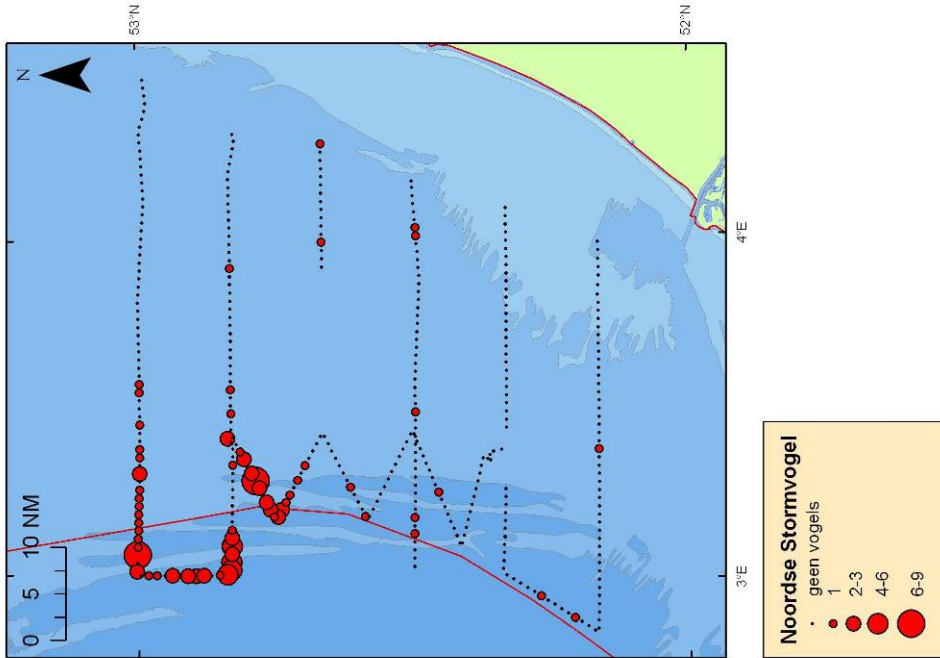 53°N
52°N
N
4°E
3°E
0 5 10 NM
Noordse Stormvogel
geen vogels
1
2-3
4-6
6-9